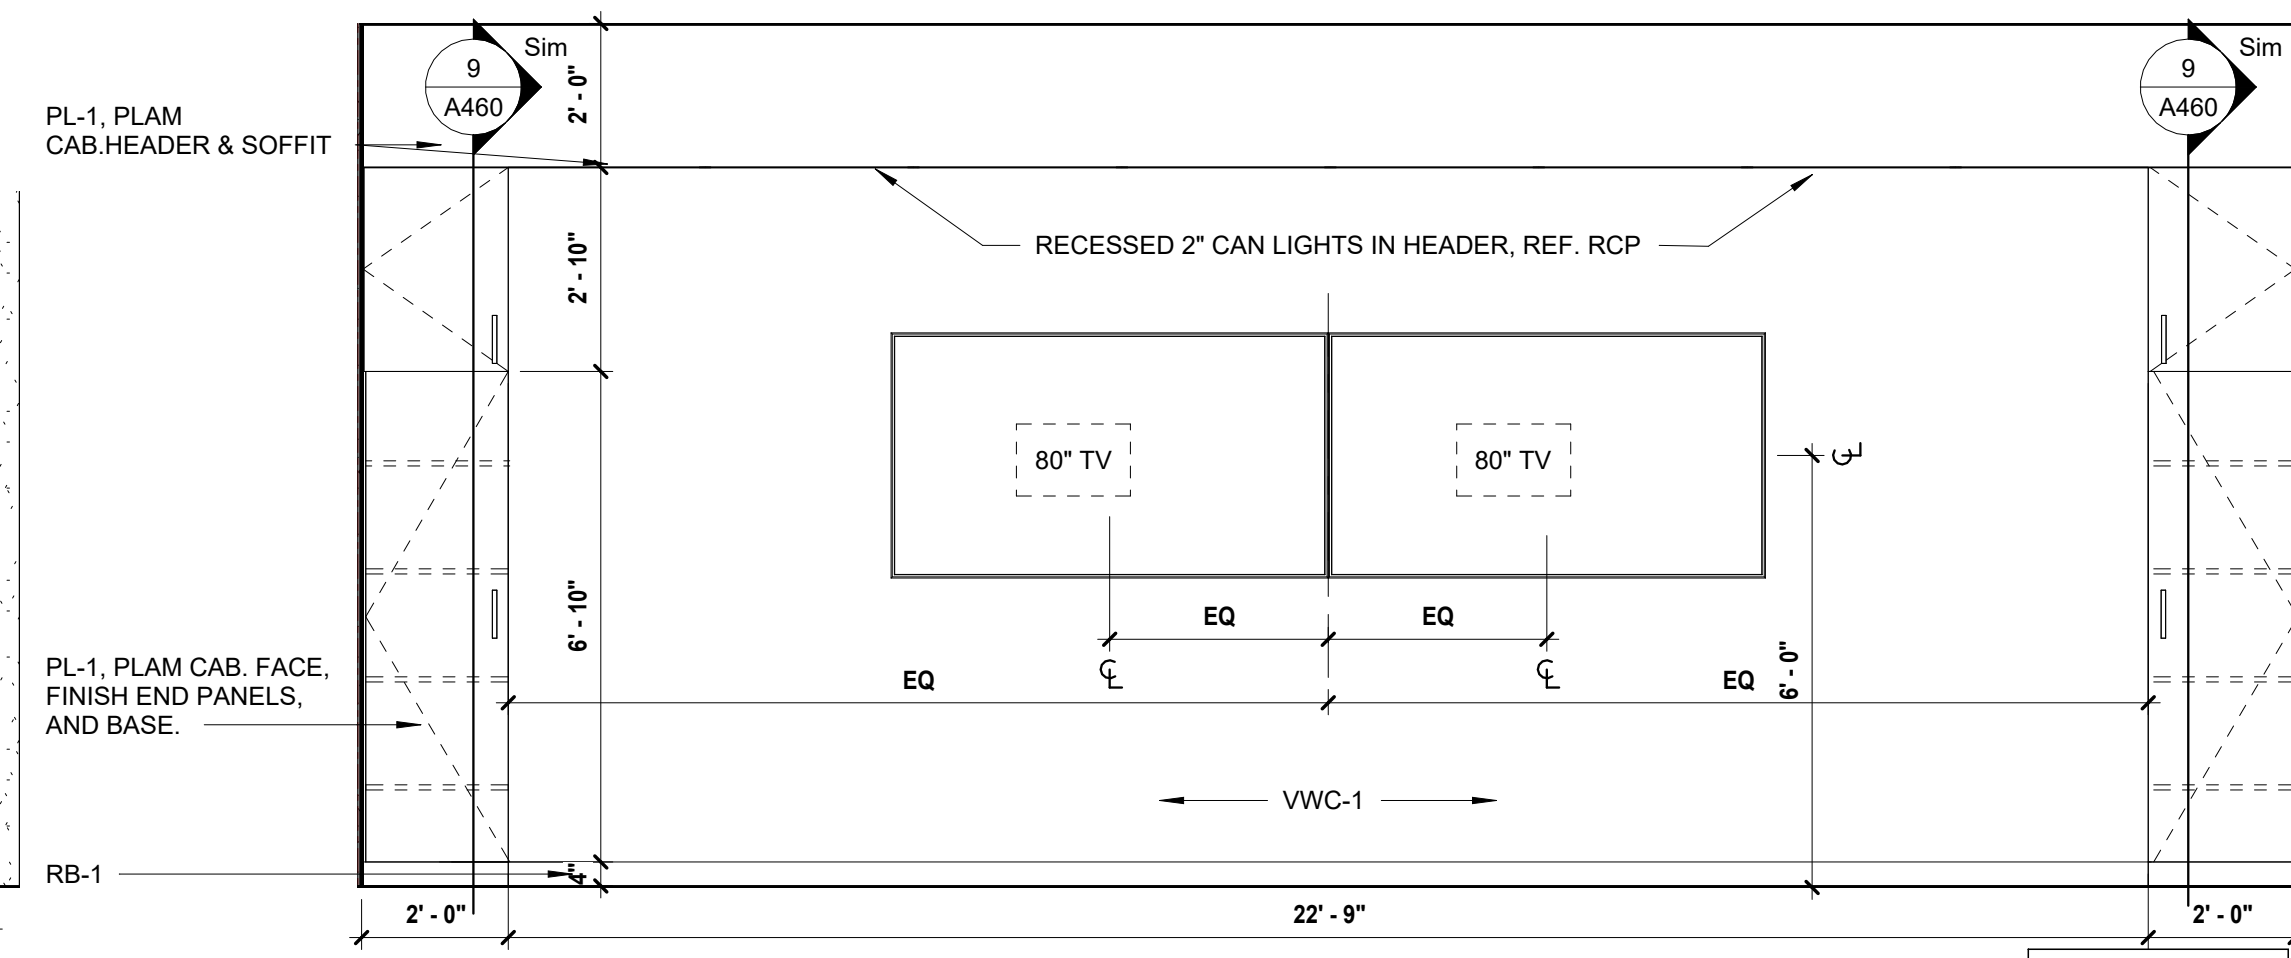 Sim
9
A460
2' - 0"
Sim
9
A460
PL-1, PLAM
CAB.HEADER & SOFFIT
RECESSED 2" CAN LIGHTS IN HEADER, REF. RCP
2' - 10"
80" TV
80" TV
CL
6' - 10"
EQ
EQ
CL
CL
EQ
EQ
6' - 0"
PL-1, PLAM CAB. FACE,
FINISH END PANELS,
AND BASE.
VWC-1
RB-1
4"
2' - 0"
22' - 9"
2' - 0"